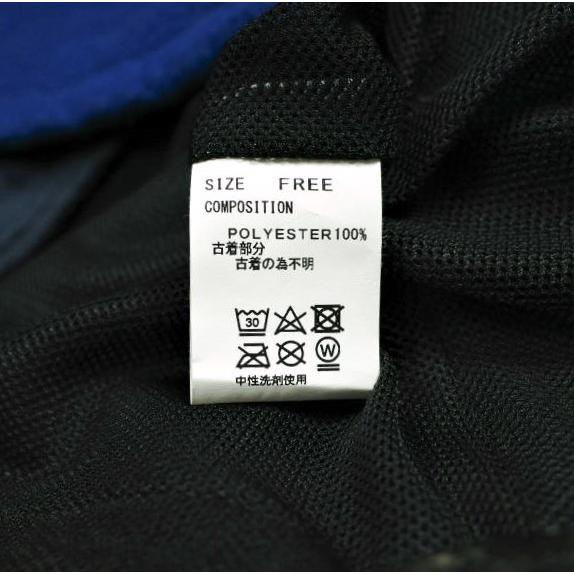 SIZE FREE
COMPOSITION
POLYESTER100%
古着部分
古着の為不明
30
W
中性洗剤使用